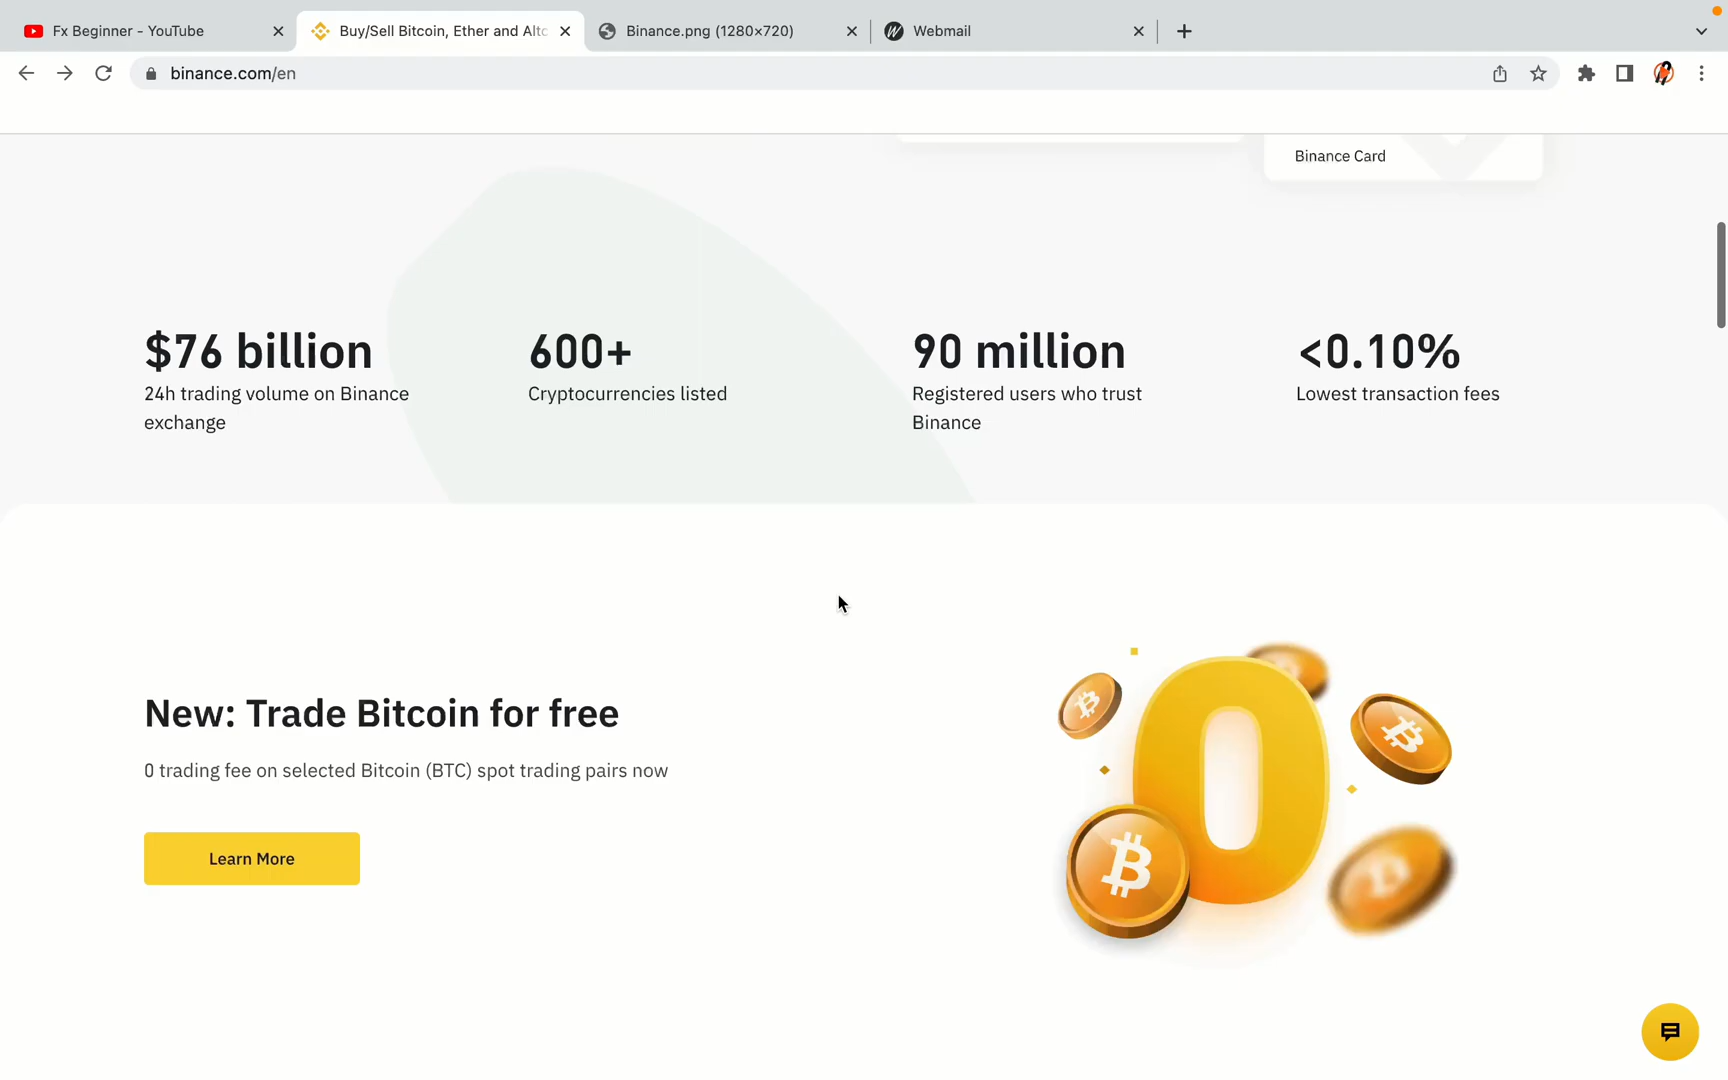 Fx Beginner - YouTube
Buy/Sell Bitcoin, Ether and Altc
Binance.png (1280×720)
Webmail
binance.com/en
Binance Card
$76 billion
24h trading volume on Binance
exchange
600+
Cryptocurrencies listed
90 million
Registered users who trust
Binance
<0.10%
Lowest transaction fees
New: Trade Bitcoin for free
0 trading fee on selected Bitcoin (BTC) spot trading pairs now
Learn More
0